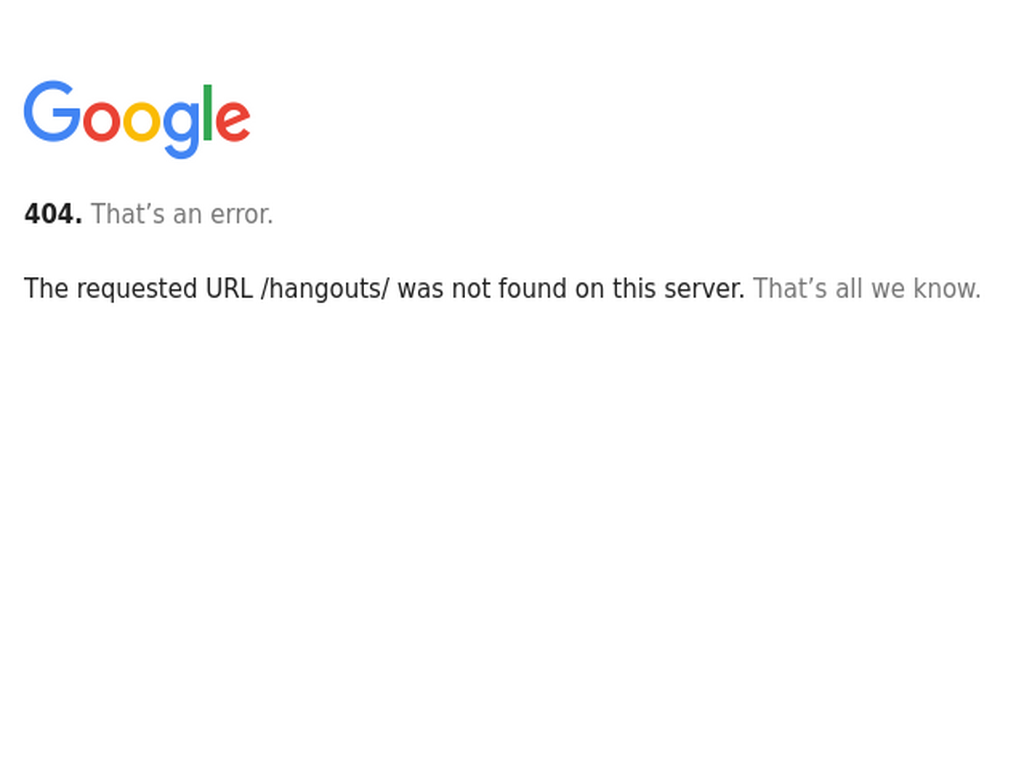 Google
404. That’s an error.
The requested URL /hangouts/ was not found on this server. That’s all we know.